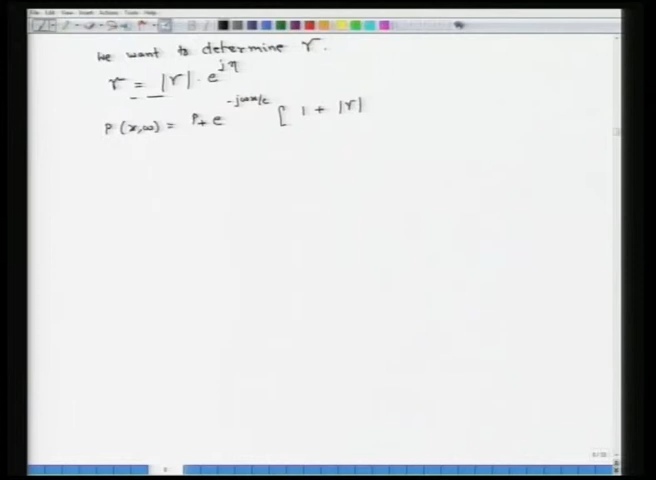 We want to determine r.
r = |r| · e^{jη}
P(x,ω) = P₊ e^{-jωx/c} [ 1 + |r|